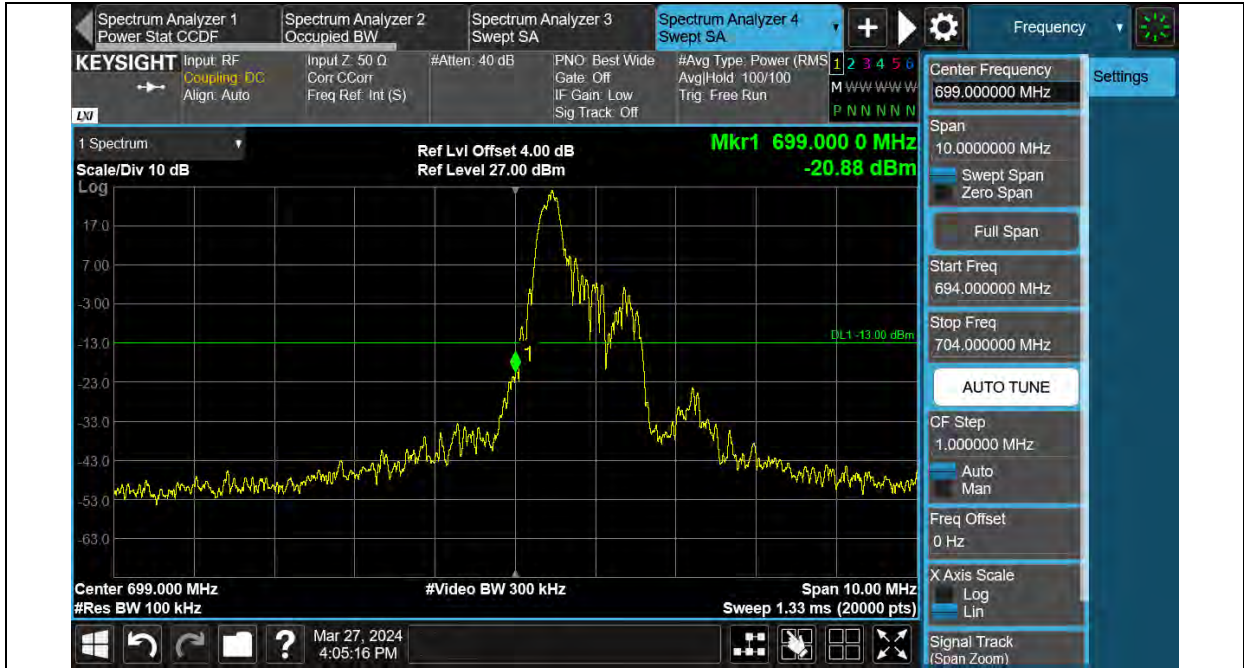 Spectrum Analyzer 1
Power Stat CCDF
Spectrum Analyzer 2
Occupied BW
Spectrum Analyzer 3
Swept SA
Spectrum Analyzer 4
Swept SA
+
Frequency
KEYSIGHT
LXI
Input: RF
Coupling: DC
Align: Auto
Input Z: 50 Ω
Corr CCorr
Freq Ref: Int (S)
#Atten: 40 dB
PNO: Best Wide
Gate: Off
IF Gain: Low
Sig Track: Off
#Avg Type: Power (RMS
Avg|Hold: 100/100
Trig: Free Run
1 2 3 4 5 6
M W W W W W
P N N N N N
1 Spectrum
Scale/Div 10 dB
Ref Lvl Offset 4.00 dB
Ref Level 27.00 dBm
Mkr1 699.000 0 MHz
-20.88 dBm
Log
17.0
7.00
-3.00
-13.0
-23.0
-33.0
-43.0
-53.0
-63.0
DL1 -13.00 dBm
1
Center 699.000 MHz
#Res BW 100 kHz
#Video BW 300 kHz
Span 10.00 MHz
Sweep 1.33 ms (20000 pts)
?
Mar 27, 2024
4:05:16 PM
Settings
Center Frequency
699.000000 MHz
Span
10.0000000 MHz
Swept Span
Zero Span
Full Span
Start Freq
694.000000 MHz
Stop Freq
704.000000 MHz
AUTO TUNE
CF Step
1.000000 MHz
Auto
Man
Freq Offset
0 Hz
X Axis Scale
Log
Lin
Signal Track
(Span Zoom)